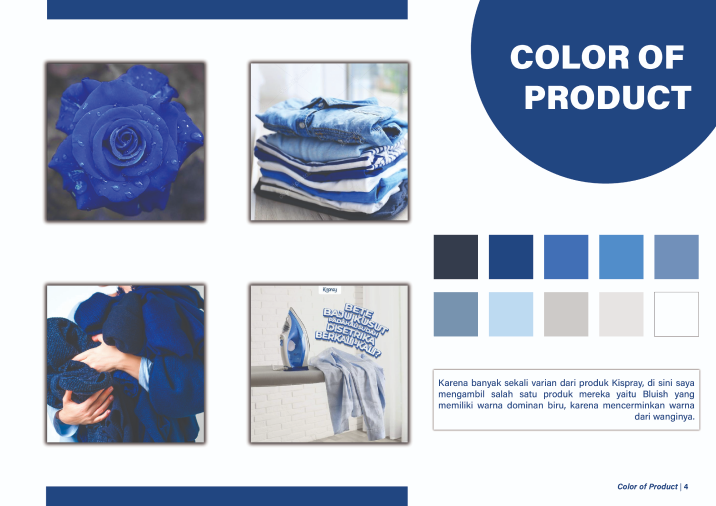 COLOR OF
PRODUCT
Kispray
BETE
BAJU KUSUT
PADAHAL SUDAH
DISETRIKA
BERKALI-KALI?
Karena banyak sekali varian dari produk Kispray, di sini saya
mengambil salah satu produk mereka yaitu Bluish yang
memiliki warna dominan biru, karena mencerminkan warna
dari wanginya.
Color of Product | 4